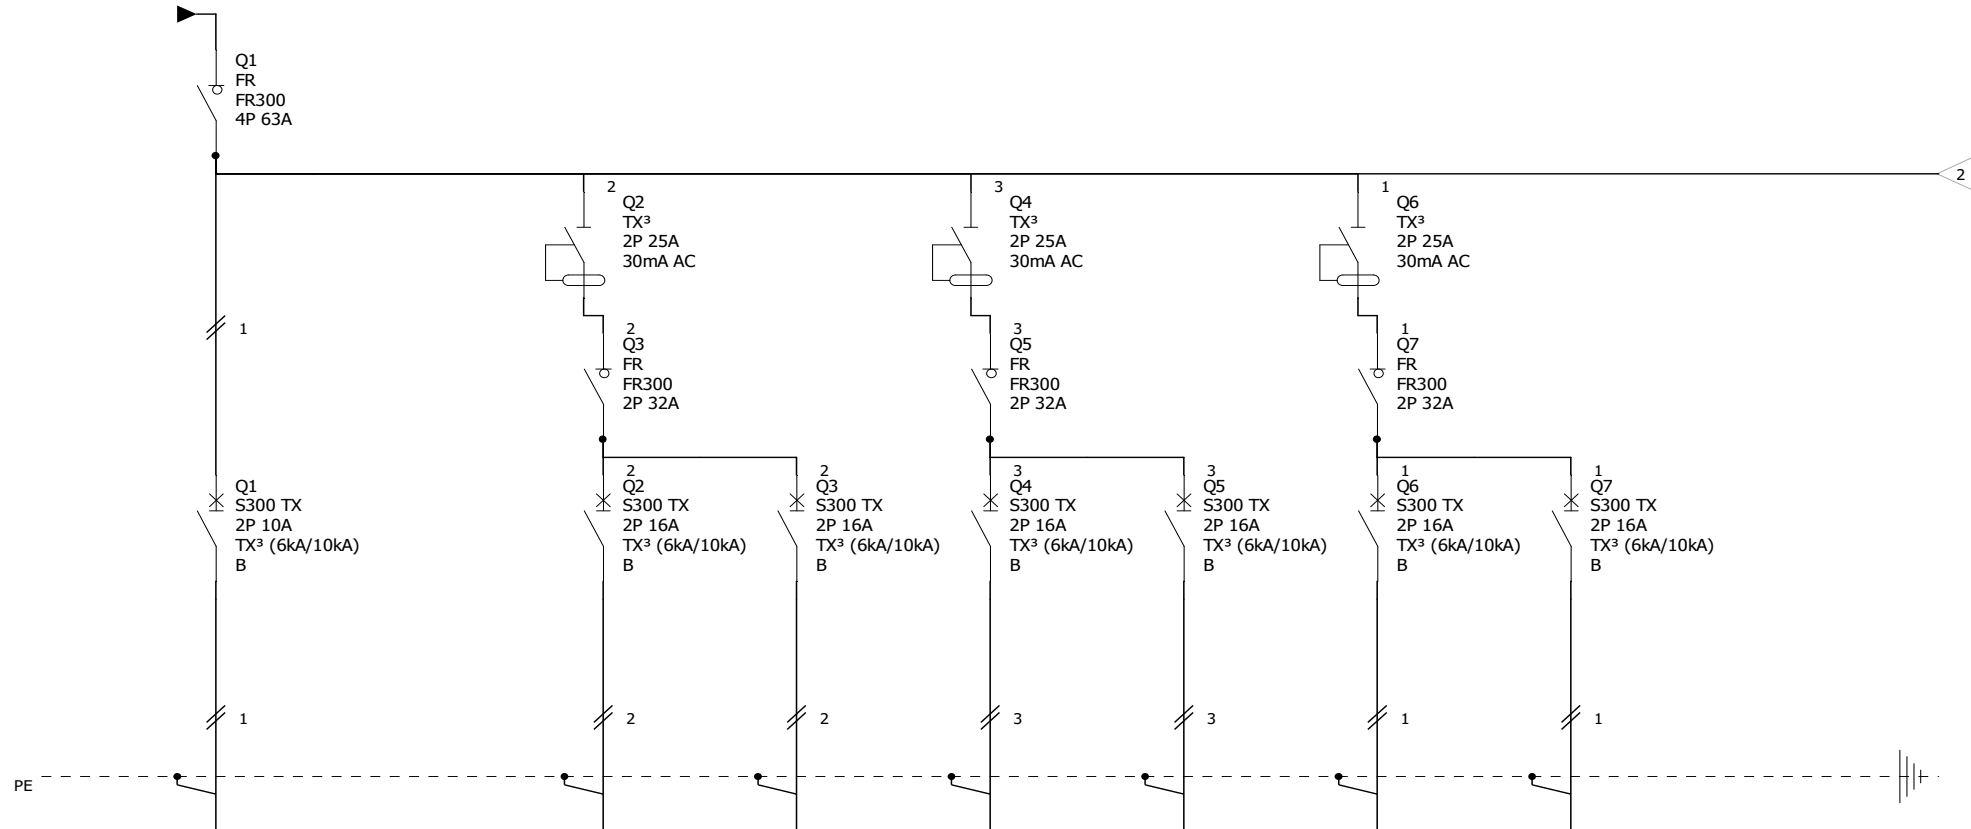 Q1
FR
FR300
4P 63A
2
2
Q2
TX³
2P 25A
30mA AC
3
Q4
TX³
2P 25A
30mA AC
1
Q6
TX³
2P 25A
30mA AC
1
2
Q3
FR
FR300
2P 32A
3
Q5
FR
FR300
2P 32A
1
Q7
FR
FR300
2P 32A
Q1
S300 TX
2P 10A
TX³ (6kA/10kA)
B
2
Q2
S300 TX
2P 16A
TX³ (6kA/10kA)
B
2
Q3
S300 TX
2P 16A
TX³ (6kA/10kA)
B
3
Q4
S300 TX
2P 16A
TX³ (6kA/10kA)
B
3
Q5
S300 TX
2P 16A
TX³ (6kA/10kA)
B
1
Q6
S300 TX
2P 16A
TX³ (6kA/10kA)
B
1
Q7
S300 TX
2P 16A
TX³ (6kA/10kA)
B
1
2
2
3
3
1
1
PE